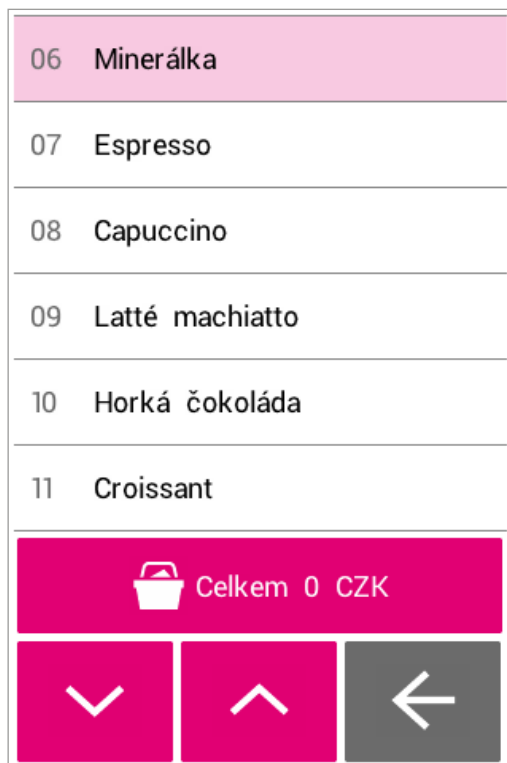 06 Minerálka
07 Espresso
08 Capuccino
09 Latté machiatto
10 Horká čokoláda
11 Croissant
Celkem 0 CZK